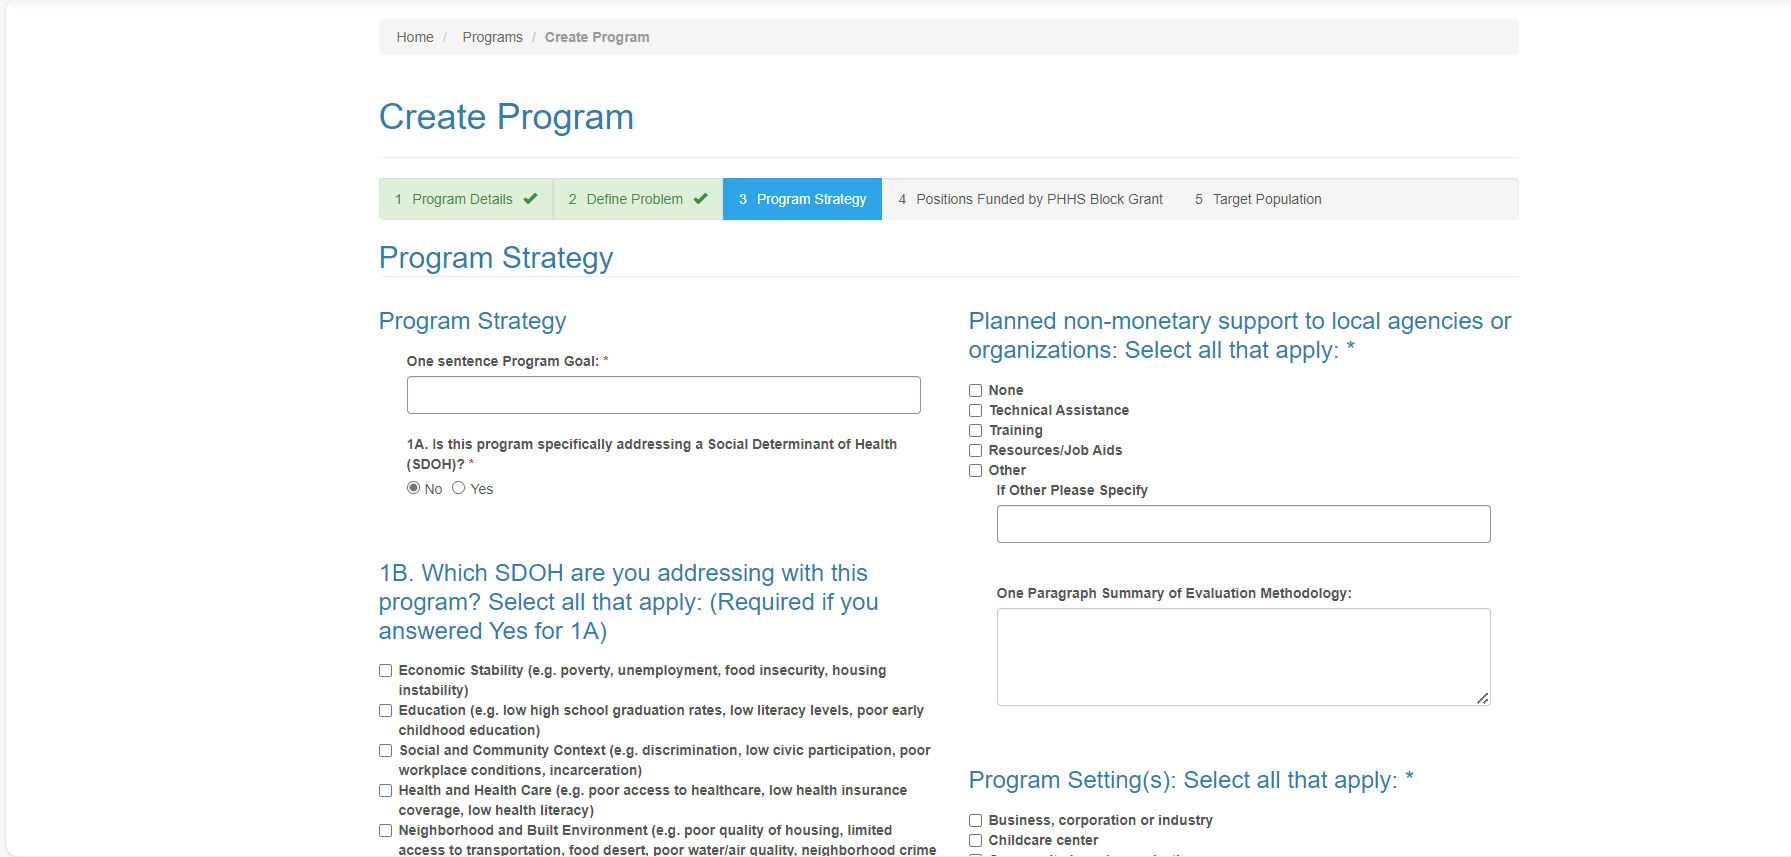 Home / Programs / Create Program
Create Program
1 Program Details ✔ 2 Define Problem ✔ 3 Program Strategy 4 Positions Funded by PHHS Block Grant 5 Target Population
Program Strategy
Program Strategy
One sentence Program Goal: *
1A. Is this program specifically addressing a Social Determinant of Health
(SDOH)? *
No Yes
1B. Which SDOH are you addressing with this
program? Select all that apply: (Required if you
answered Yes for 1A)
Economic Stability (e.g. poverty, unemployment, food insecurity, housing
instability)
Education (e.g. low high school graduation rates, low literacy levels, poor early
childhood education)
Social and Community Context (e.g. discrimination, low civic participation, poor
workplace conditions, incarceration)
Health and Health Care (e.g. poor access to healthcare, low health insurance
coverage, low health literacy)
Neighborhood and Built Environment (e.g. poor quality of housing, limited
access to transportation, food desert, poor water/air quality, neighborhood crime
Planned non-monetary support to local agencies or
organizations: Select all that apply: *
None
Technical Assistance
Training
Resources/Job Aids
Other
If Other Please Specify
One Paragraph Summary of Evaluation Methodology:
Program Setting(s): Select all that apply: *
Business, corporation or industry
Childcare center